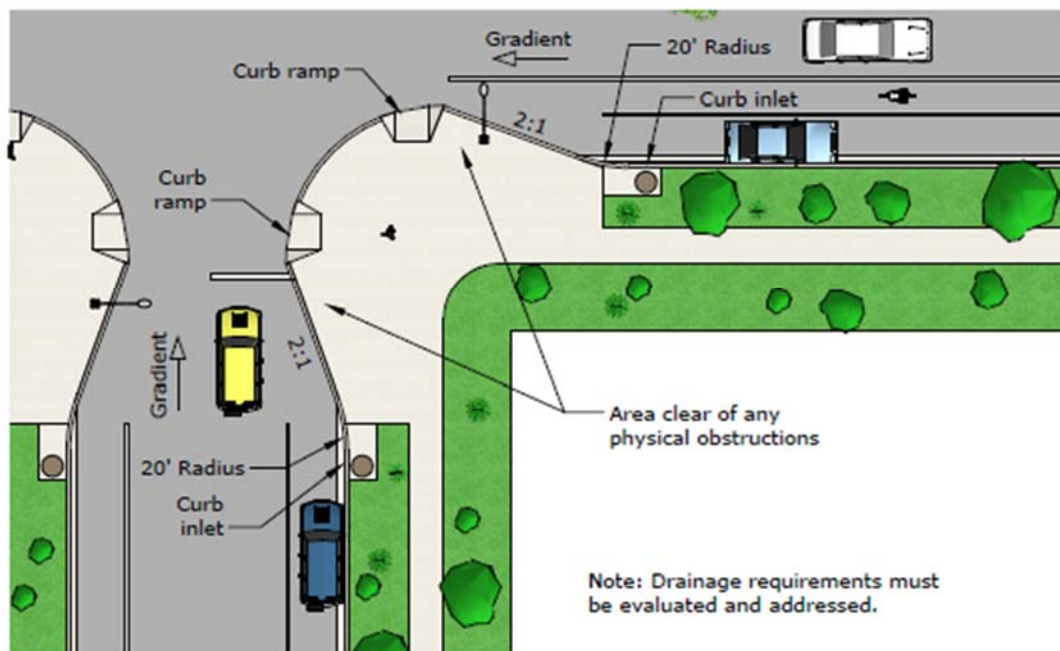 Gradient
20' Radius
Curb ramp
Curb inlet
2:1
Curb
ramp
Gradient
2:1
Area clear of any
physical obstructions
20' Radius
Curb
inlet
Note: Drainage requirements must
be evaluated and addressed.